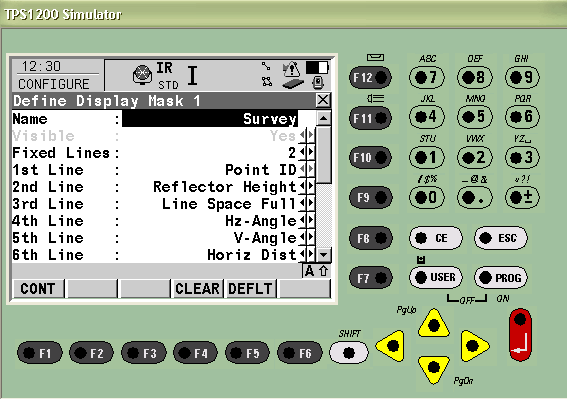 TPS1200 Simulator
12:30
CONFIGURE
IR
STD
I
Define Display Mask 1
Name : Survey
Visible : Yes
Fixed Lines: 2
1st Line : Point ID
2nd Line : Reflector Height
3rd Line : Line Space Full
4th Line : Hz-Angle
5th Line : V-Angle
6th Line : Horiz Dist
A
CONT CLEAR DEFLT
F12 ABC 7 DEF 8 GHI 9
F11 JKL 4 MNO 5 PQR 6
F10 STU 1 VWX 2 YZ 3
F9 /$% 0 _@& . *?! ±
F8 CE ESC
F7 USER PROG
OFF ON
PgUp
PgDn
F1 F2 F3 F4 F5 F6 SHIFT